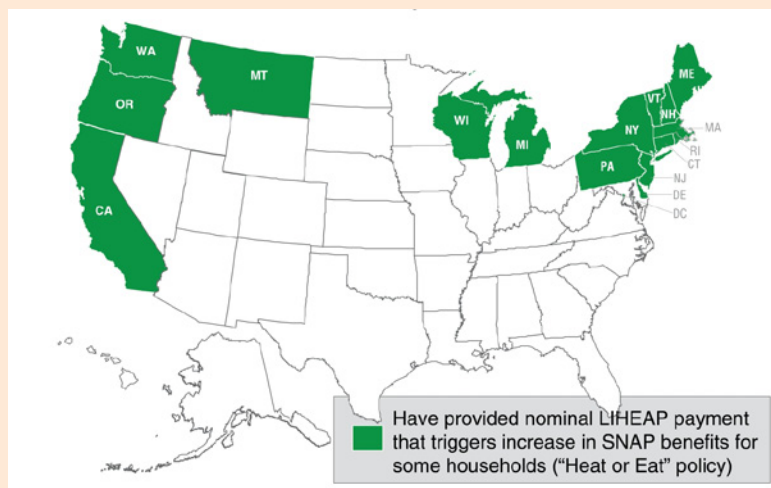 WA
MT
OR
CA
WI
MI
ME
VT
NH
NY
MA
RI
CT
PA
NJ
DE
DC
Have provided nominal LIHEAP payment
that triggers increase in SNAP benefits for
some households (“Heat or Eat” policy)